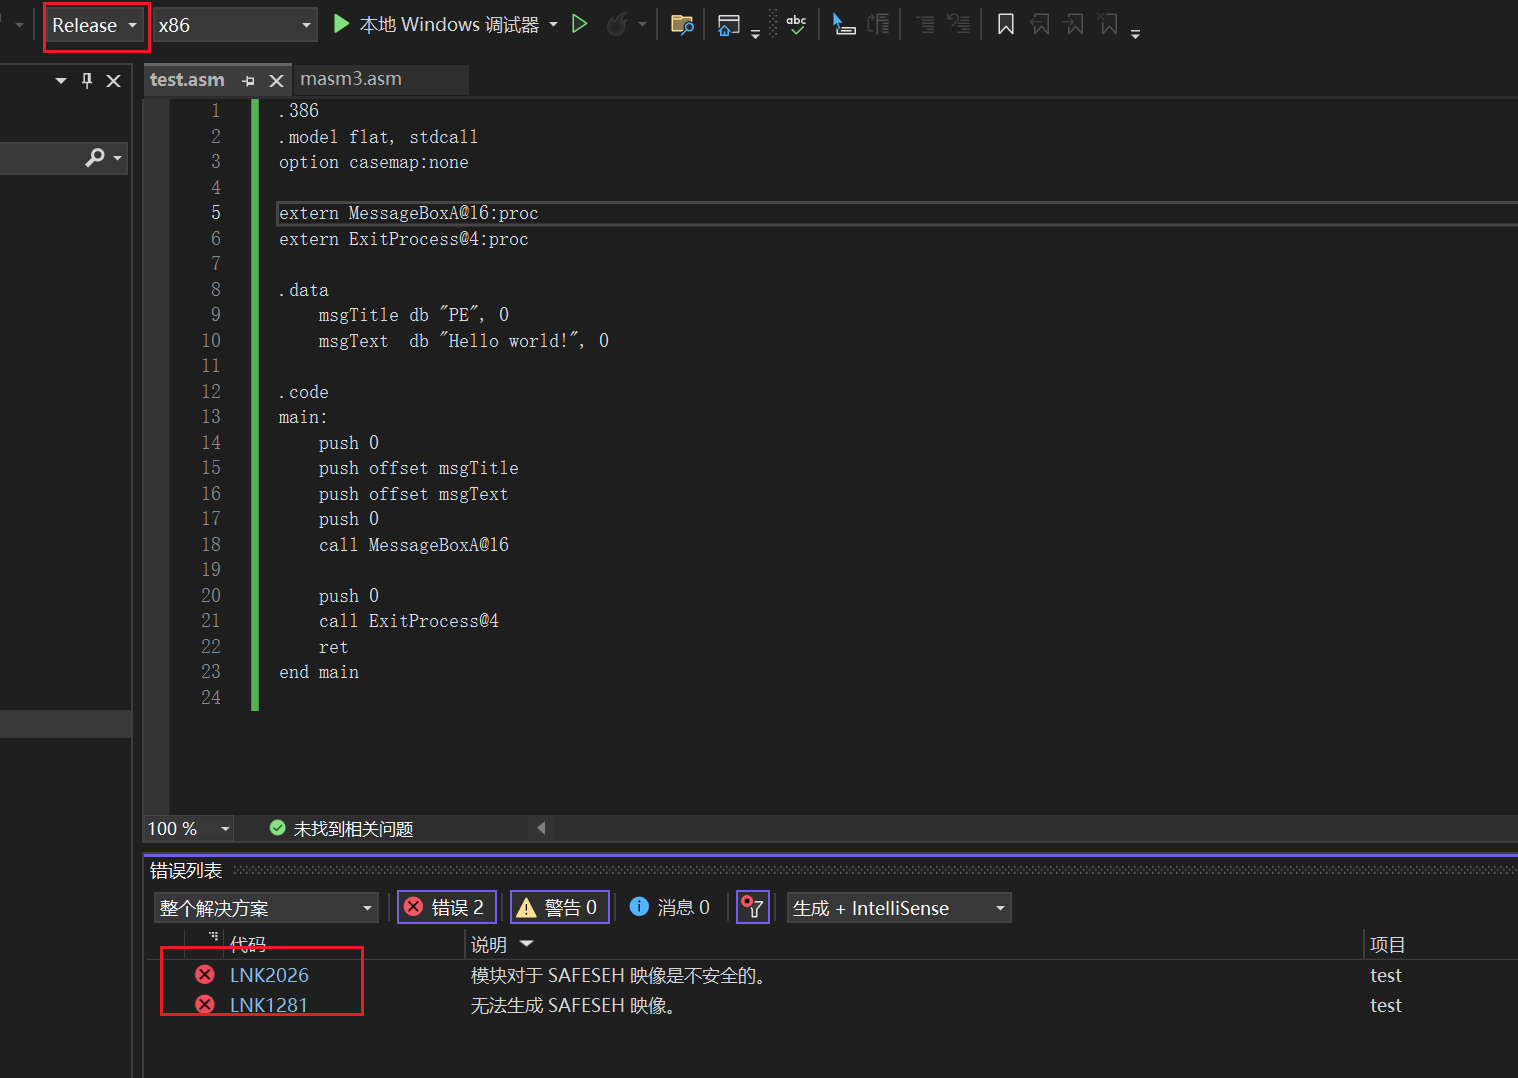 Release x86 本地 Windows 调试器
test.asm masm3.asm
1 .386
2 .model flat, stdcall
3 option casemap:none
4
5 extern MessageBoxA@16:proc
6 extern ExitProcess@4:proc
7
8 .data
9 msgTitle db "PE", 0
10 msgText  db "Hello world!", 0
11
12 .code
13 main:
14 push 0
15 push offset msgTitle
16 push offset msgText
17 push 0
18 call MessageBoxA@16
19
20 push 0
21 call ExitProcess@4
22 ret
23 end main
24
100 % 未找到相关问题
错误列表
整个解决方案 错误 2 警告 0 消息 0 生成 + IntelliSense
代码 说明 项目
LNK2026 模块对于 SAFESEH 映像是不安全的。 test
LNK1281 无法生成 SAFESEH 映像。 test